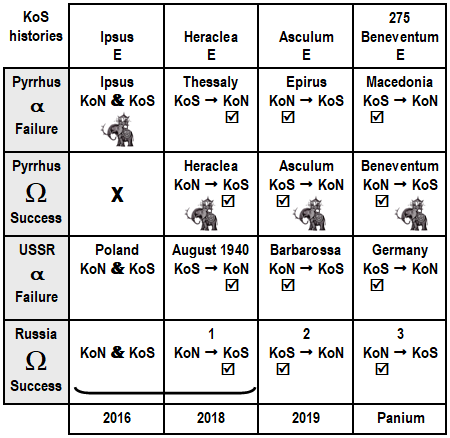 KoS histories Ipsus E Heraclea E Asculum E 275 Beneventum E
Pyrrhus α Failure Ipsus KoN & KoS Thessaly KoS → KoN ☑ Epirus KoN → KoS ☑ Macedonia KoS → KoN ☑
Pyrrhus Ω Success X Heraclea KoN → KoS ☑ Asculum KoS → KoN ☑ Beneventum KoN → KoS ☑
USSR α Failure Poland KoN & KoS August 1940 KoS → KoN ☑ Barbarossa KoN → KoS ☑ Germany KoS → KoN ☑
Russia Ω Success KoN & KoS 1 KoN → KoS ☑ 2 KoS → KoN ☑ 3 KoN → KoS ☑
2016 2018 2019 Panium